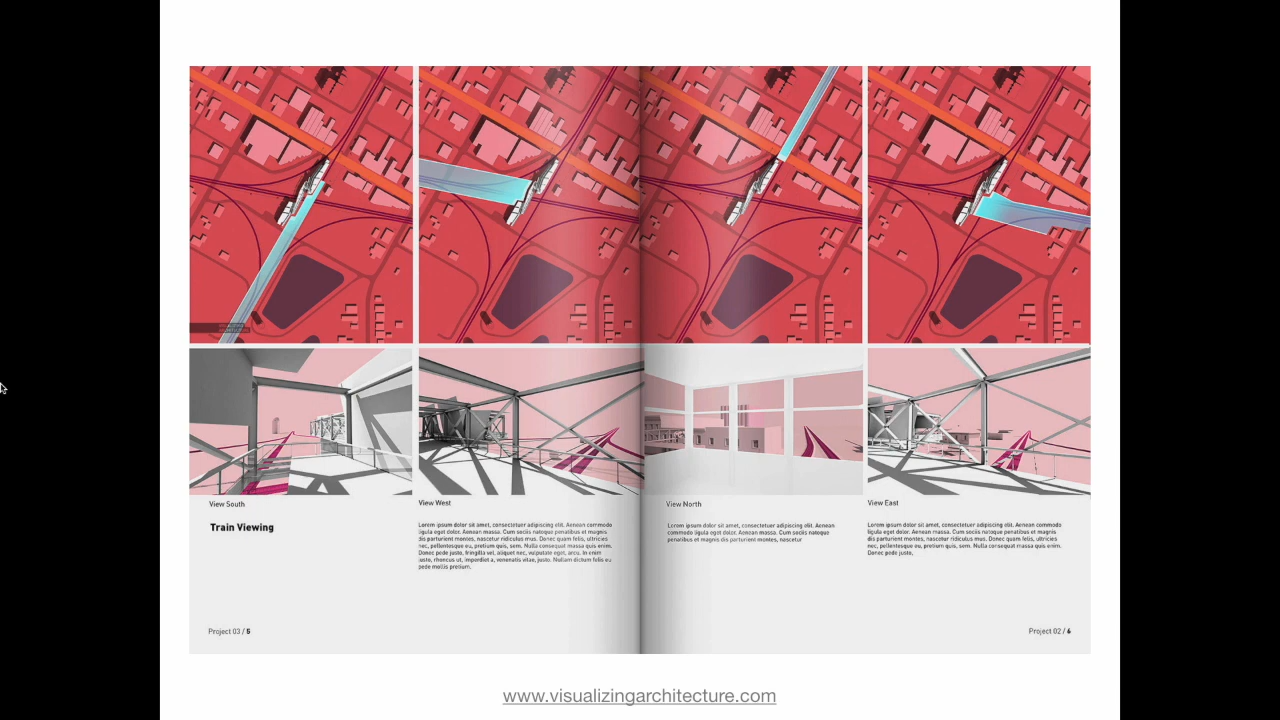 VISUALIZING
ARCHITECTURE
View South
View West
View North
View East
Train Viewing
Lorem ipsum dolor sit amet, consectetuer adipiscing elit. Aenean commodo
ligula eget dolor. Aenean massa. Cum sociis natoque penatibus et magnis
dis parturient montes, nascetur ridiculus mus. Donec quam felis, ultricies
nec, pellentesque eu, pretium quis, sem. Nulla consequat massa quis enim.
Donec pede justo, fringilla vel, aliquet nec, vulputate eget, arcu. In enim
justo, rhoncus ut, imperdiet a, venenatis vitae, justo. Nullam dictum felis eu
pede mollis pretium.
Lorem ipsum dolor sit amet, consectetuer adipiscing elit. Aenean
commodo ligula eget dolor. Aenean massa. Cum sociis natoque
penatibus et magnis dis parturient montes, nascetur
Lorem ipsum dolor sit amet, consectetuer adipiscing elit. Aenean commodo
ligula eget dolor. Aenean massa. Cum sociis natoque penatibus et magnis
dis parturient montes, nascetur ridiculus mus. Donec quam felis, ultricies
nec, pellentesque eu, pretium quis, sem. Nulla consequat massa quis enim.
Donec pede justo,
Project 03 / 5
Project 02 / 6
www.visualizingarchitecture.com